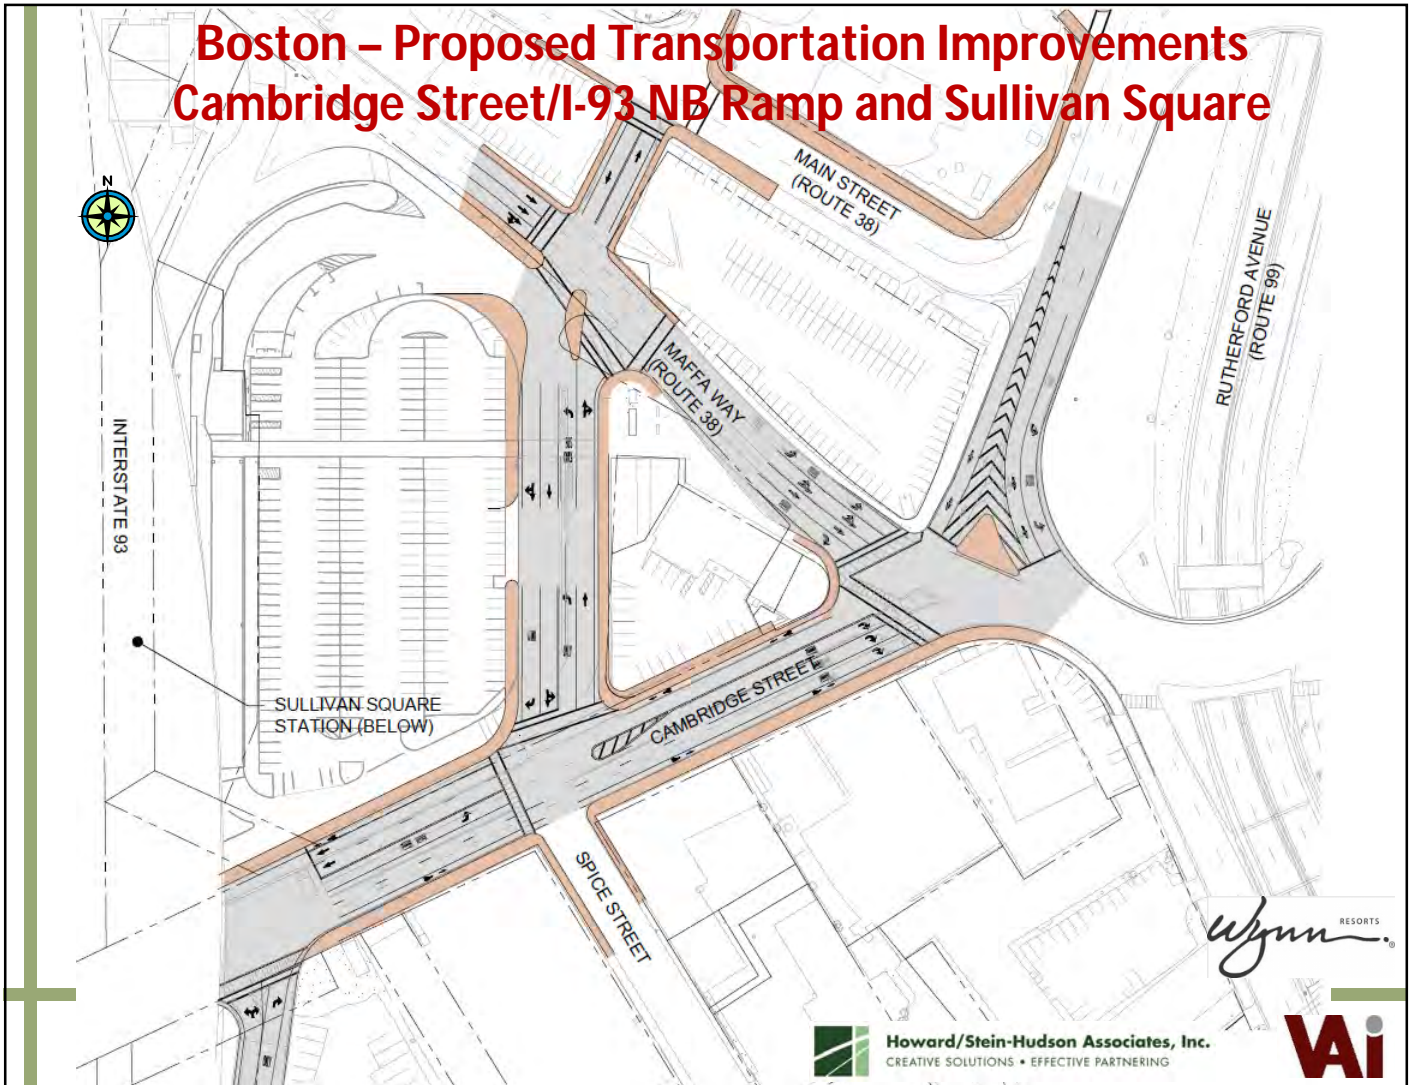 Boston – Proposed Transportation Improvements
Cambridge Street/I-93 NB Ramp and Sullivan Square
N
MAIN STREET
(ROUTE 38)
RUTHERFORD AVENUE
(ROUTE 99)
MAFFA WAY
(ROUTE 38)
INTERSTATE 93
SULLIVAN SQUARE
STATION (BELOW)
CAMBRIDGE STREET
SPICE STREET
Wynn
RESORTS
®
Howard/Stein-Hudson Associates, Inc.
CREATIVE SOLUTIONS • EFFECTIVE PARTNERING
VAi